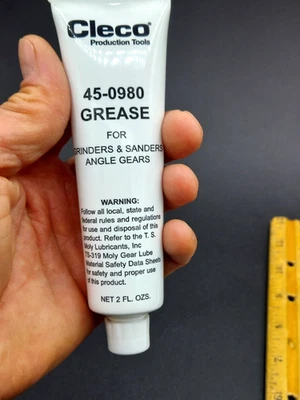 Cleco
Production Tools
45-0980
GREASE
FOR
GRINDERS & SANDERS
ANGLE GEARS
WARNING:
Follow all local, state and
federal rules and regulations
for use and disposal of this
product. Refer to the T. S.
Moly Lubricants, Inc
TS-319 Moly Gear Lube
Material Safety Data Sheets
for safety and proper use
of this product.
NET 2 FL. OZS.